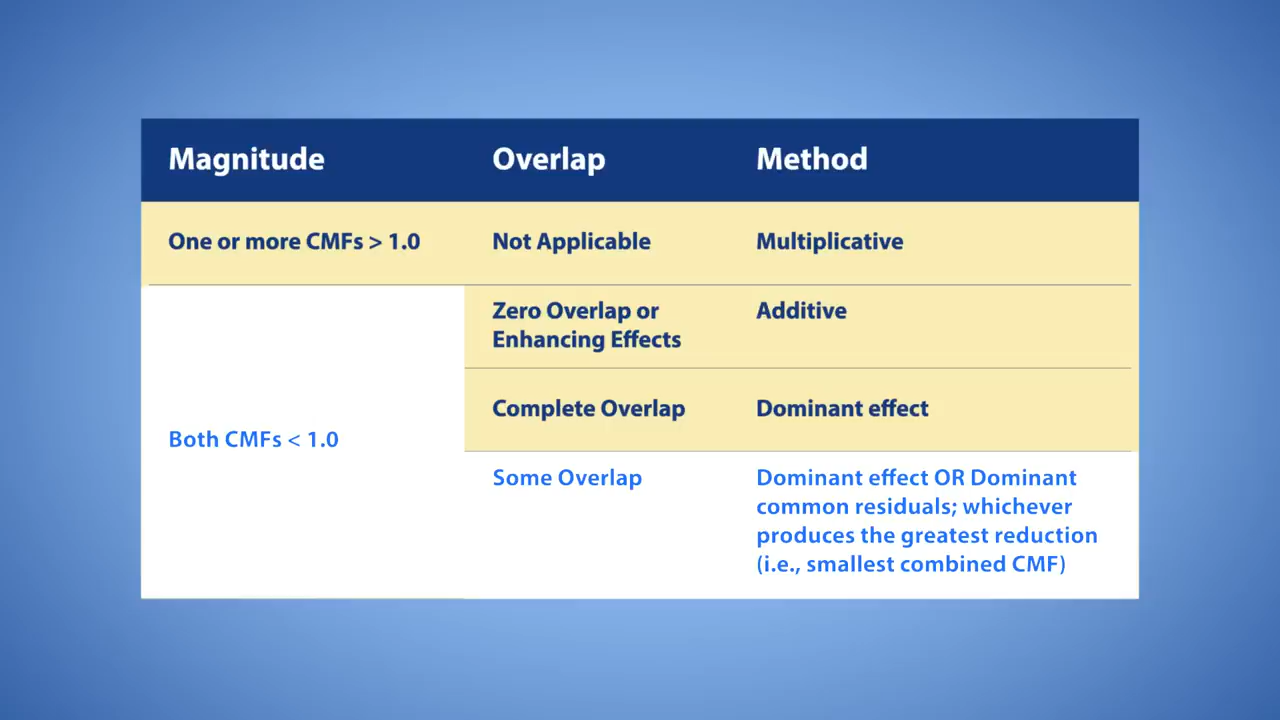 Magnitude Overlap Method
One or more CMFs > 1.0 Not Applicable Multiplicative
Zero Overlap or Additive
Enhancing Effects
Complete Overlap Dominant effect
Both CMFs < 1.0
Some Overlap Dominant effect OR Dominant
common residuals; whichever
produces the greatest reduction
(i.e., smallest combined CMF)